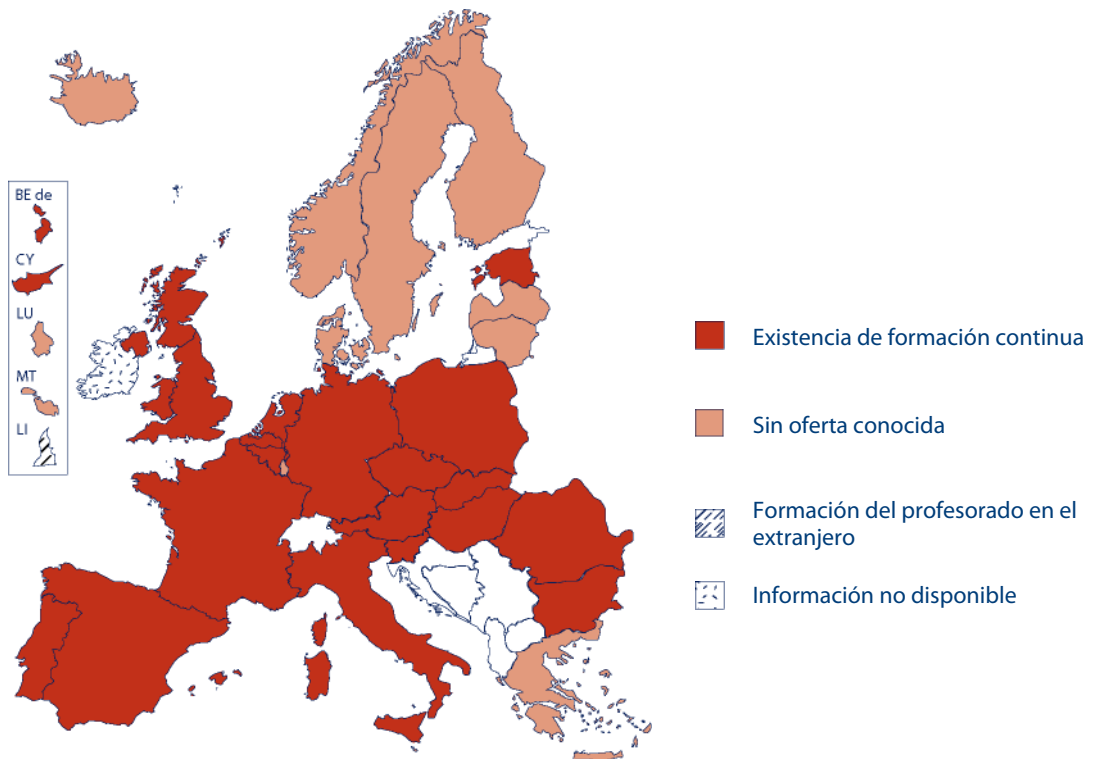 BE de
CY
LU
MT
LI
Existencia de formación continua
Sin oferta conocida
Formación del profesorado en el
extranjero
Información no disponible